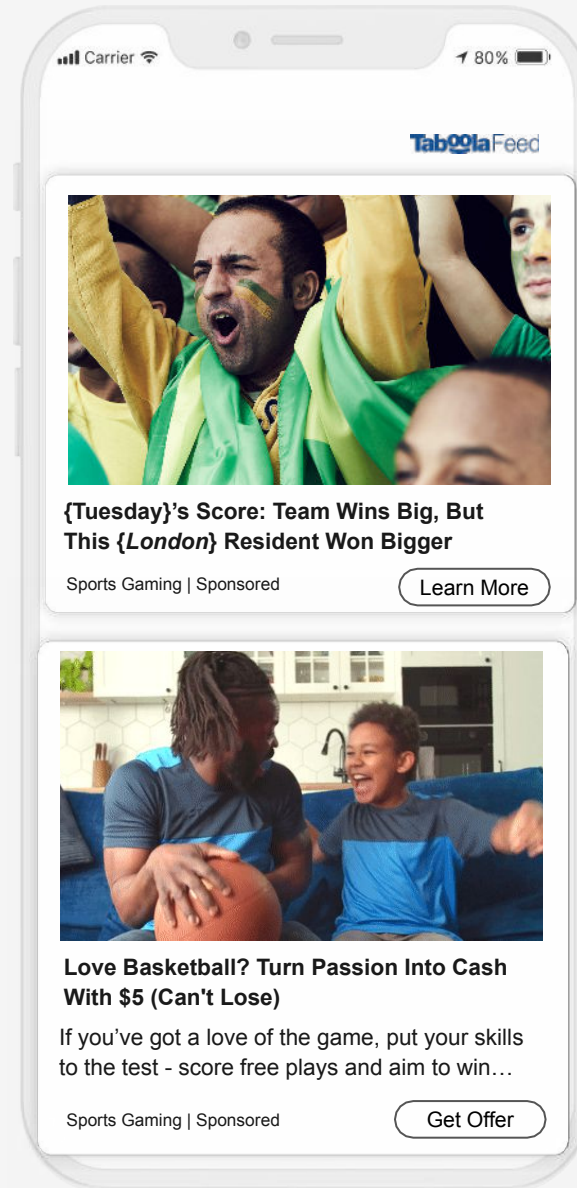 Carrier
80%
Taboola Feed
{Tuesday}’s Score: Team Wins Big, But
This {London} Resident Won Bigger
Sports Gaming | Sponsored
Learn More
Love Basketball? Turn Passion Into Cash
With $5 (Can't Lose)
If you’ve got a love of the game, put your skills
to the test - score free plays and aim to win…
Sports Gaming | Sponsored
Get Offer